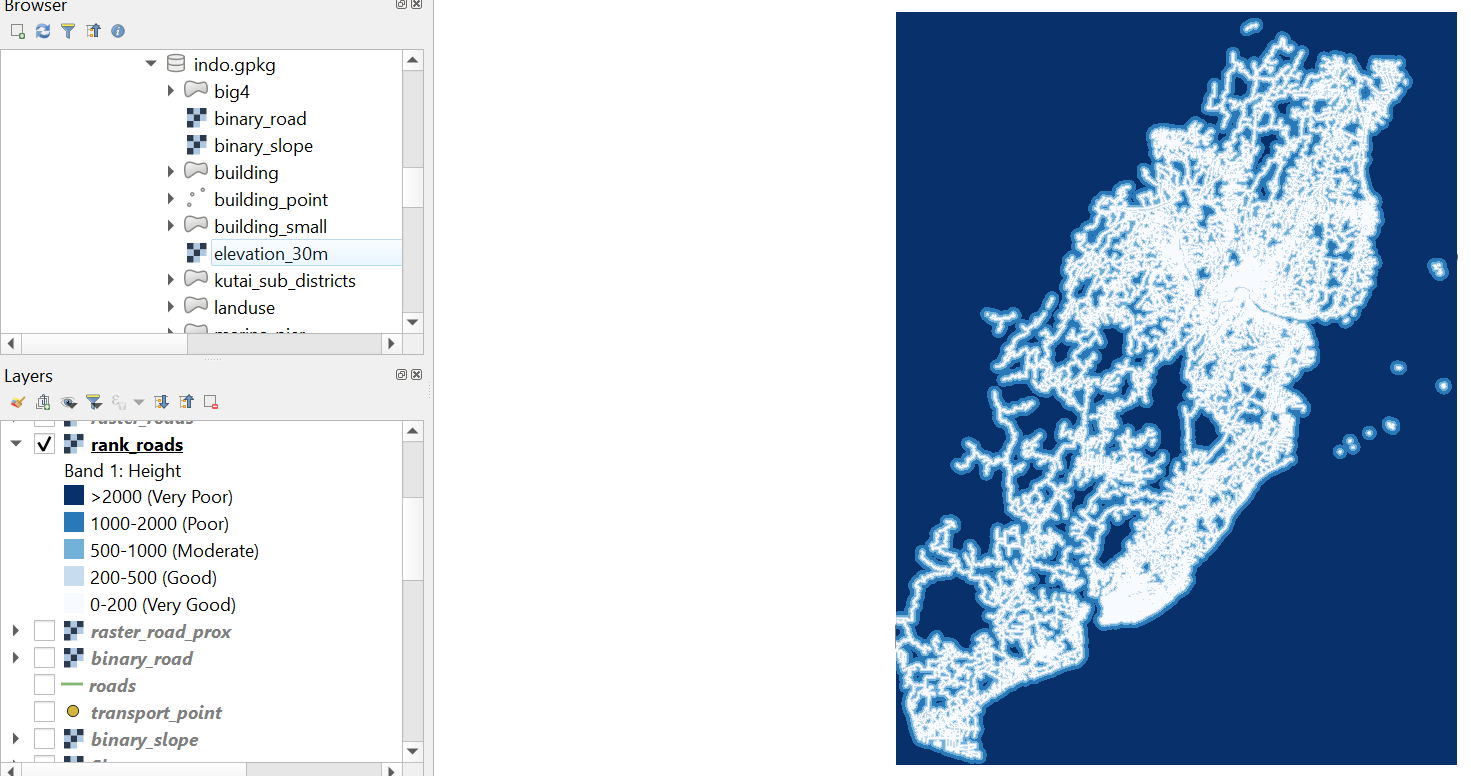 Browser
indo.gpkg
big4
binary_road
binary_slope
building
building_point
building_small
elevation_30m
kutai_sub_districts
landuse
Layers
raster_roads
rank_roads
Band 1: Height
>2000 (Very Poor)
1000-2000 (Poor)
500-1000 (Moderate)
200-500 (Good)
0-200 (Very Good)
raster_road_prox
binary_road
roads
transport_point
binary_slope